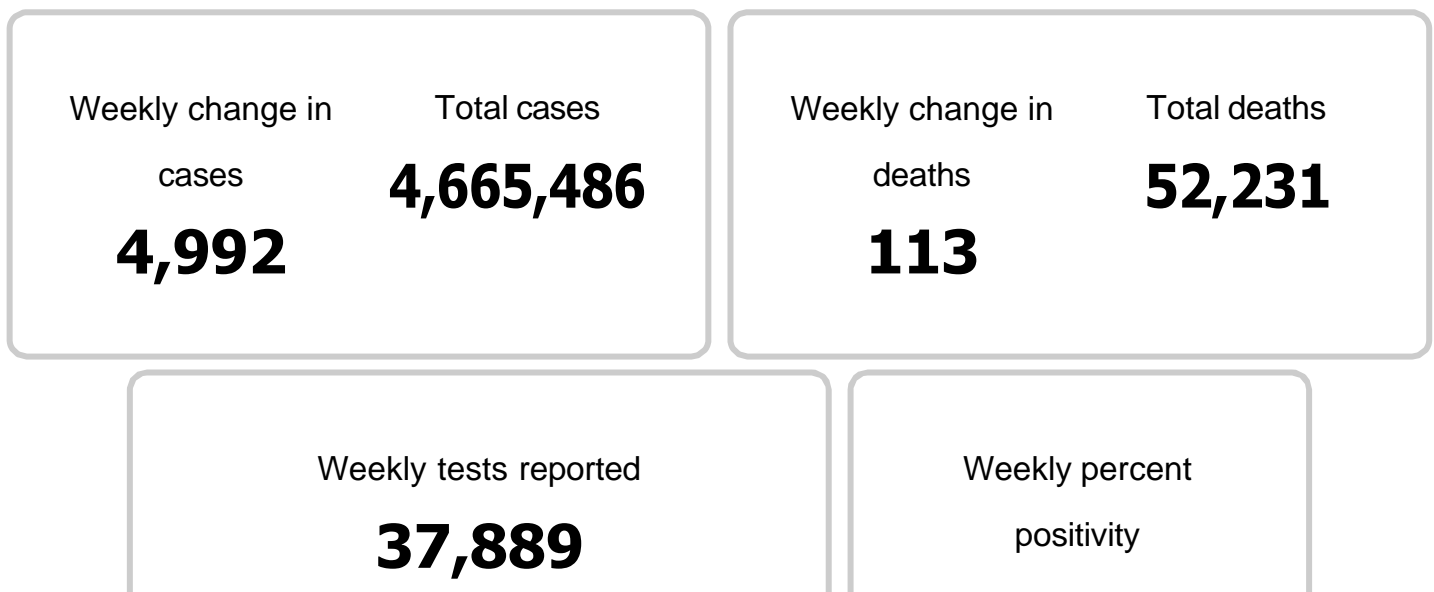 Weekly change in
cases
4,992
Total cases
4,665,486
Weekly change in
deaths
113
Total deaths
52,231
Weekly tests reported
37,889
Weekly percent
positivity